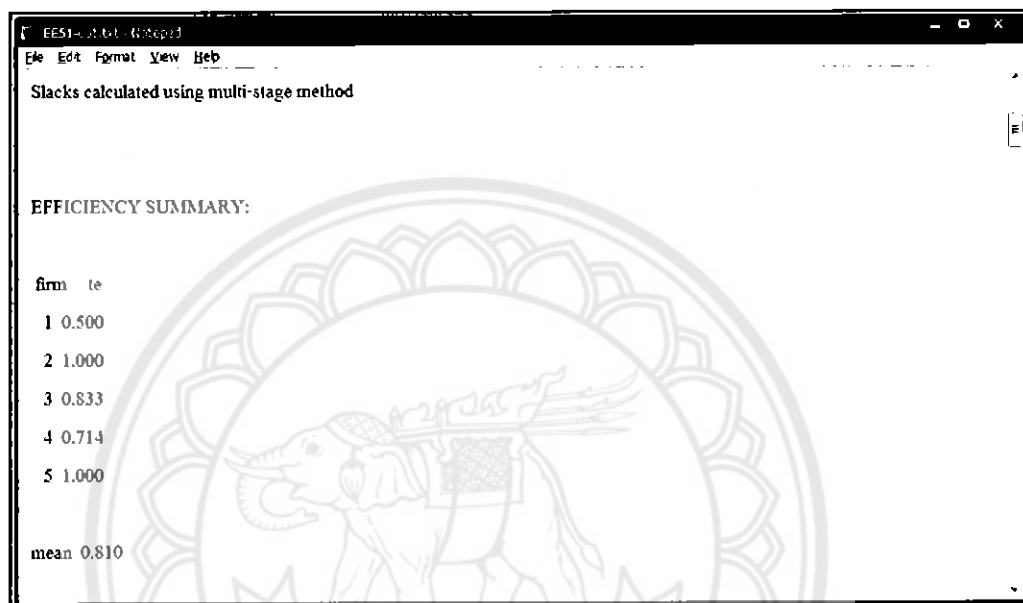 File Edit Format View Help
Slacks calculated using multi-stage method
EFFICIENCY SUMMARY:
firm te
1 0.500
2 1.000
3 0.833
4 0.714
5 1.000
mean 0.810